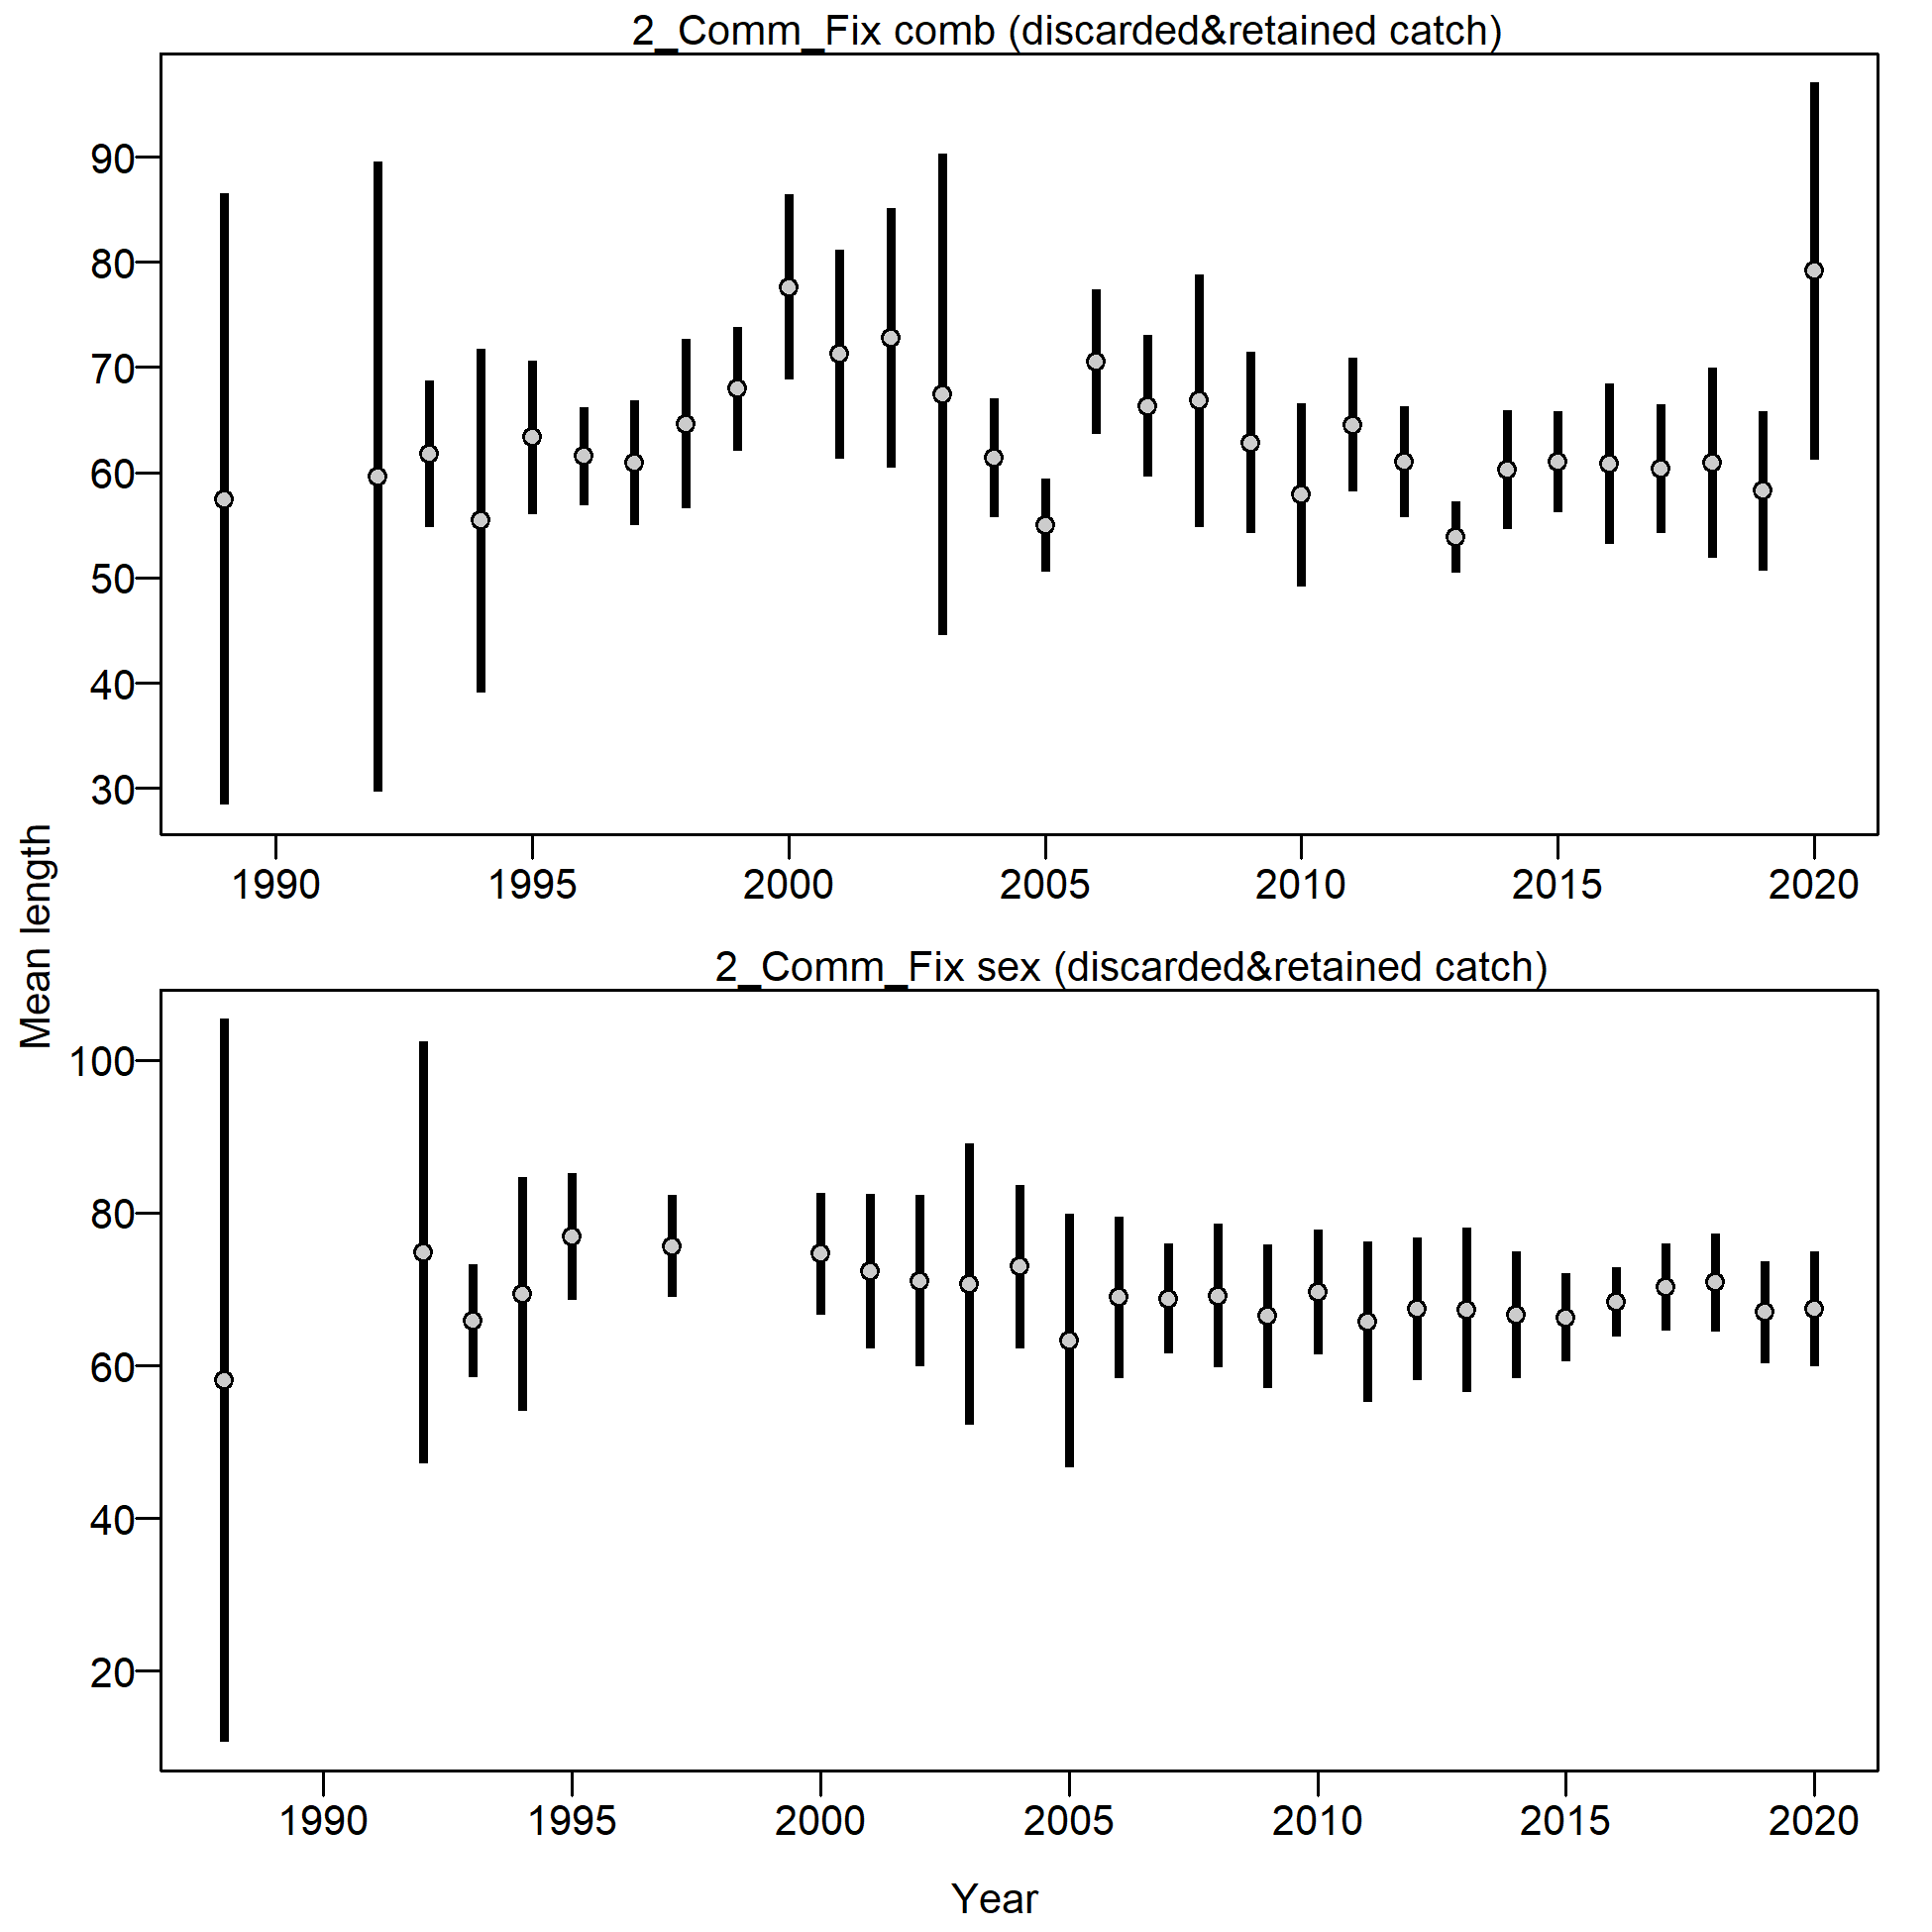 2_Comm_Fix comb (discarded&retained catch)
90
80
70
60
50
40
30
1990 1995 2000 2005 2010 2015 2020
Mean length
2_Comm_Fix sex (discarded&retained catch)
100
80
60
40
20
1990 1995 2000 2005 2010 2015 2020
Year